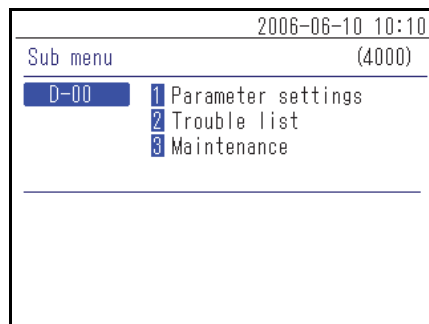 2006-06-10 10:10
Sub menu (4000)
D-00 1 Parameter settings
2 Trouble list
3 Maintenance